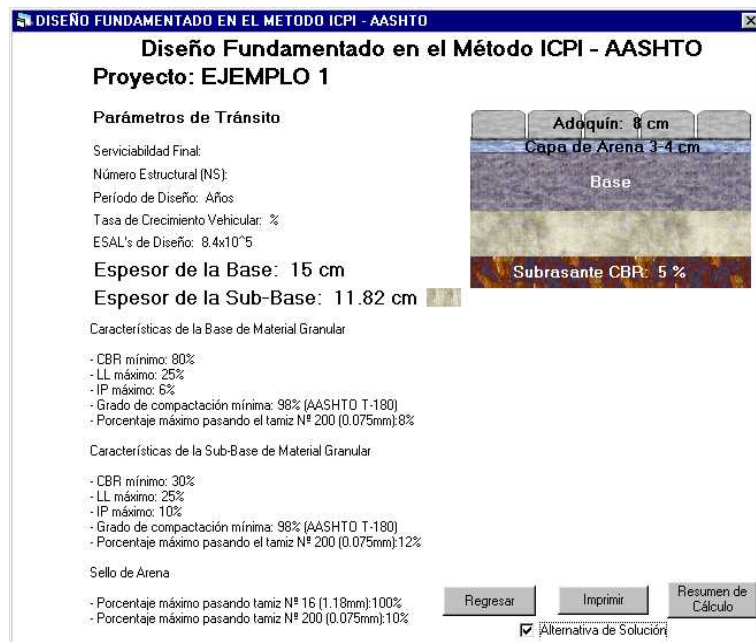 DISEÑO FUNDAMENTADO EN EL METODO ICPI - AASHTO
Diseño Fundamentado en el Método ICPI - AASHTO
Proyecto: EJEMPLO 1
Parámetros de Tránsito
Serviciabildad Final:
Número Estructural (NS):
Período de Diseño: Años
Tasa de Crecimiento Vehicular: %
ESAL's de Diseño: 8.4x10^5
Espesor de la Base: 15 cm
Espesor de la Sub-Base: 11.82 cm
Adoquín: 8 cm
Capa de Arena 3-4 cm
Base
Subrasante CBR: 5 %
Características de la Base de Material Granular
- CBR mínimo: 80%
- LL máximo: 25%
- IP máximo: 6%
- Grado de compactación mínima: 98% (AASHTO T-180)
- Porcentaje máximo pasando el tamiz Nº 200 (0.075mm):8%
Características de la Sub-Base de Material Granular
- CBR mínimo: 30%
- LL máximo: 25%
- IP máximo: 10%
- Grado de compactación mínima: 98% (AASHTO T-180)
- Porcentaje máximo pasando el tamiz Nº 200 (0.075mm):12%
Sello de Arena
- Porcentaje máximo pasando tamiz Nº 16 (1.18mm):100%
- Porcentaje máximo pasando tamiz Nº 200 (0.075mm):10%
Regresar
Imprimir
Resumen de
Cálculo
Alternativa de Solución